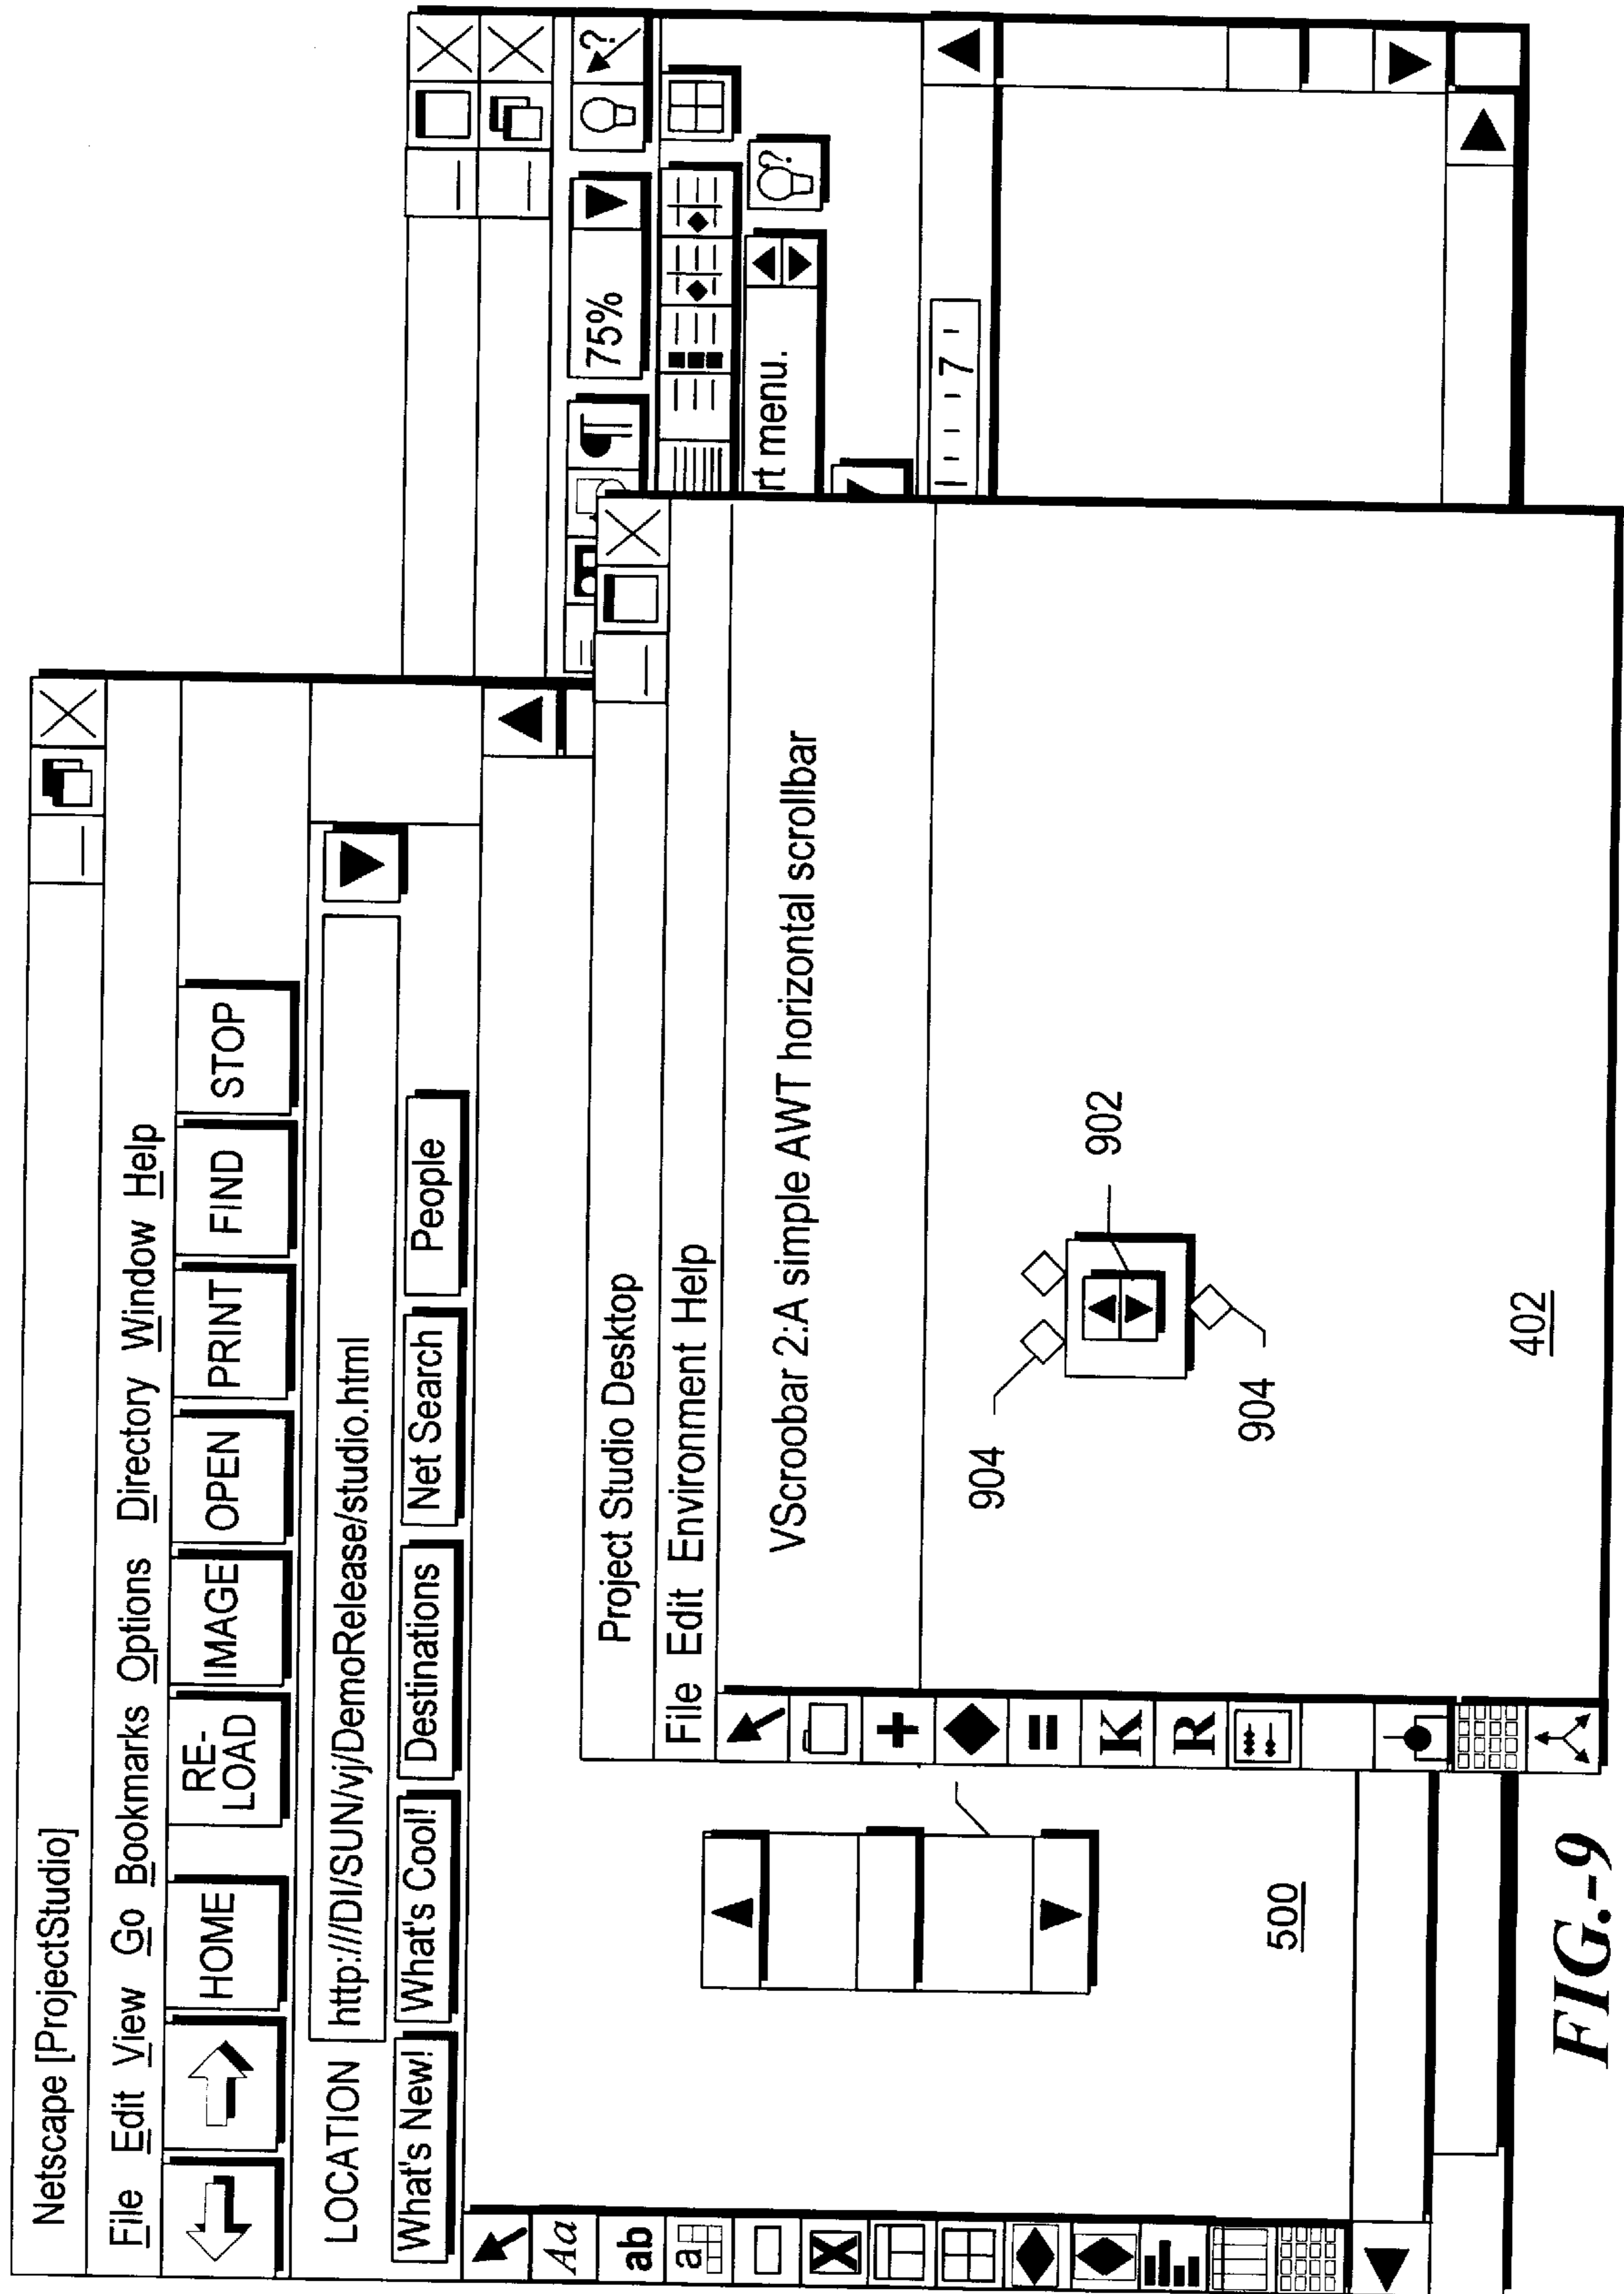 Netscape [ProjectStudio]
File Edit View Go Bookmarks Options Directory Window Help
HOME
RE-
LOAD
IMAGE
OPEN
PRINT
FIND
STOP
LOCATION
http:///DI/SUN/vj/DemoRelease/studio.html
What's New!
What's Cool!
Destinations
Net Search
People
Aa
ab
a
X
500
Project Studio Desktop
File Edit Environment Help
VScroobar 2:A simple AWT horizontal scrollbar
+
=
K
R
904
902
904
402
75%
?
rt menu.
?
7
FIG.-9